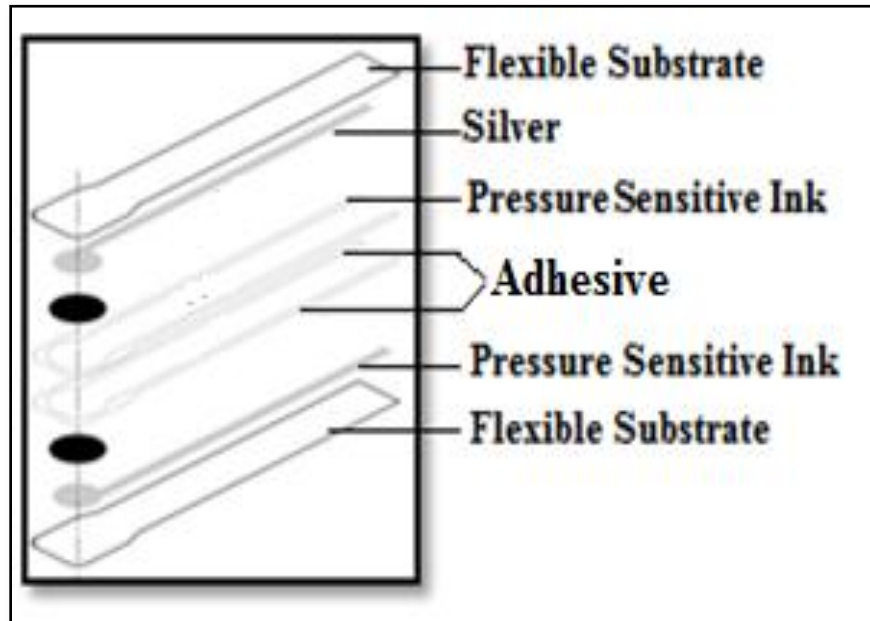 Flexible Substrate
Silver
Pressure Sensitive Ink
Adhesive
Pressure Sensitive Ink
Flexible Substrate